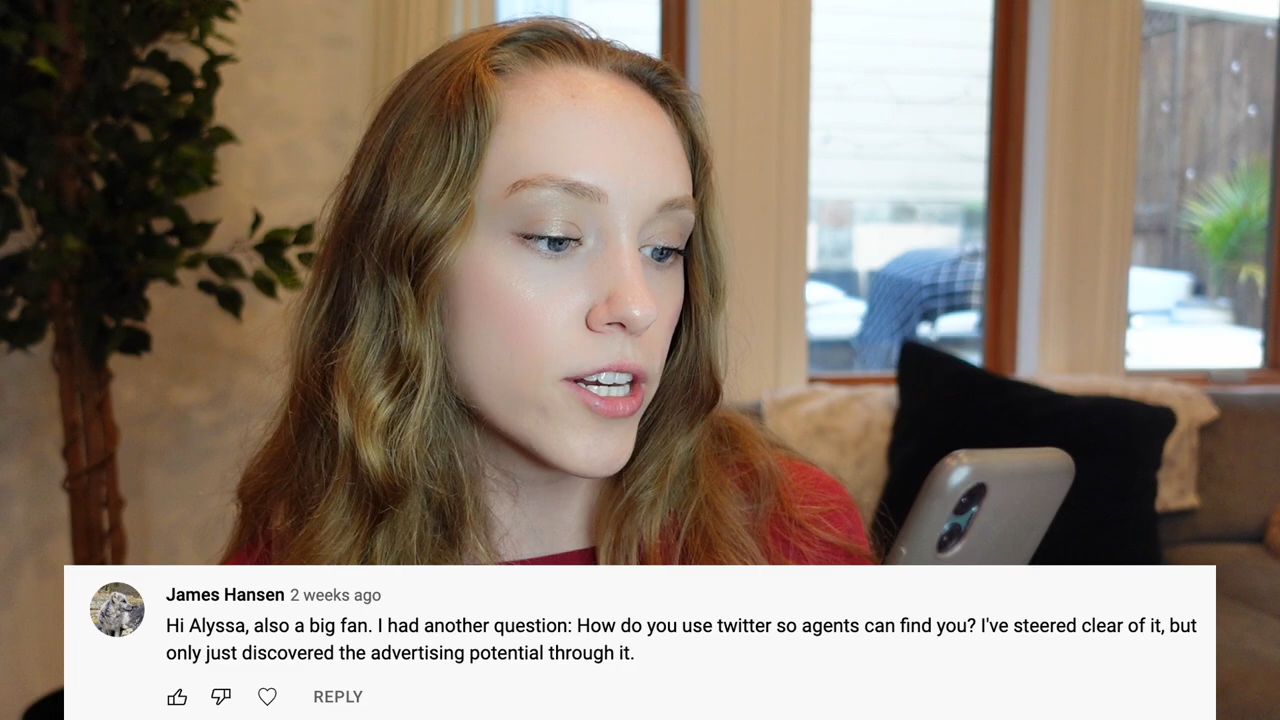 James Hansen 2 weeks ago
Hi Alyssa, also a big fan. I had another question: How do you use twitter so agents can find you? I've steered clear of it, but
only just discovered the advertising potential through it.
REPLY